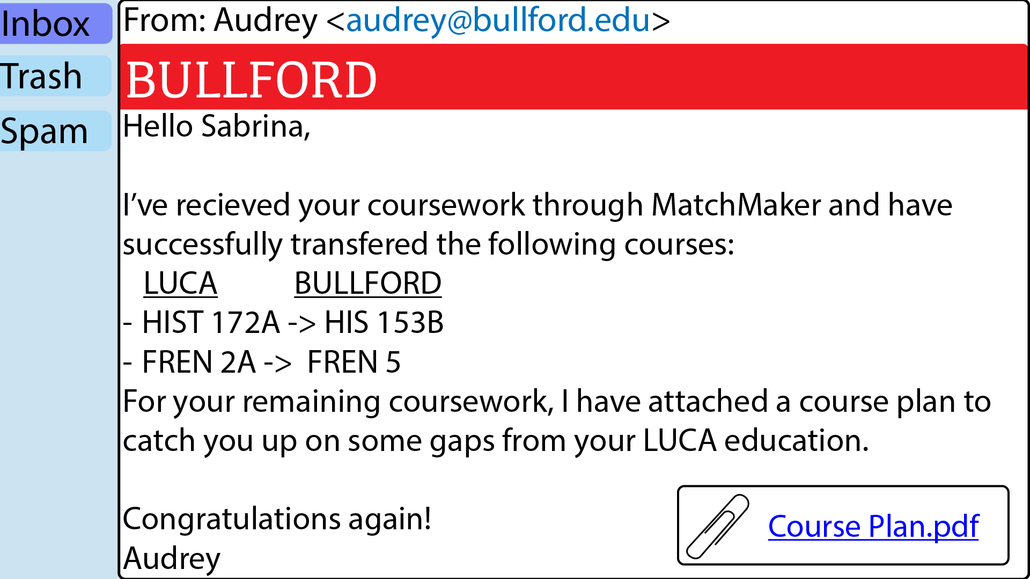 Inbox
Trash
Spam
From: Audrey <audrey@bullford.edu>
BULLFORD
Hello Sabrina,
I’ve recieved your coursework through MatchMaker and have
successfully transfered the following courses:
LUCA BULLFORD
- HIST 172A -> HIS 153B
- FREN 2A -> FREN 5
For your remaining coursework, I have attached a course plan to
catch you up on some gaps from your LUCA education.
Congratulations again!
Audrey
Course Plan.pdf